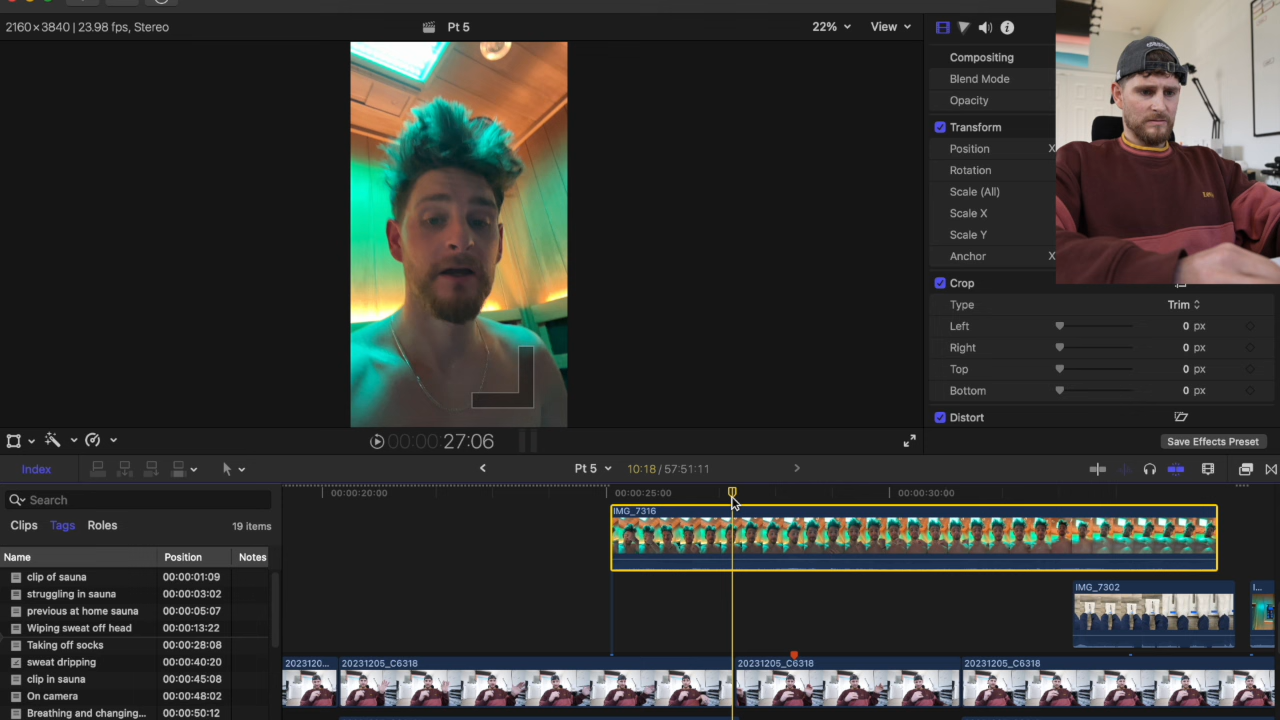 2160×3840 | 23.98 fps, Stereo
Pt 5
22%
View
Compositing
Blend Mode
Opacity
Transform
Position X
Rotation
Scale (All)
Scale X
Scale Y
Anchor X
Crop
Type Trim
Left 0 px
Right 0 px
Top 0 px
Bottom 0 px
Distort
00:00:27:06
Save Effects Preset
Index
Pt 5
10:18 / 57:51:11
Search
Clips Tags Roles 19 items
Name Position Notes
clip of sauna 00:00:01:09
struggling in sauna 00:00:03:02
previous at home sauna 00:00:05:07
Wiping sweat off head 00:00:13:22
Taking off socks 00:00:28:08
sweat dripping 00:00:40:20
clip in sauna 00:00:45:08
On camera 00:00:48:02
Breathing and changing... 00:00:50:12
00:00:20:00
00:00:25:00
00:00:30:00
IMG_7316
IMG_7302
I...
2023120...
20231205_C6318
20231205_C6318
20231205_C6318